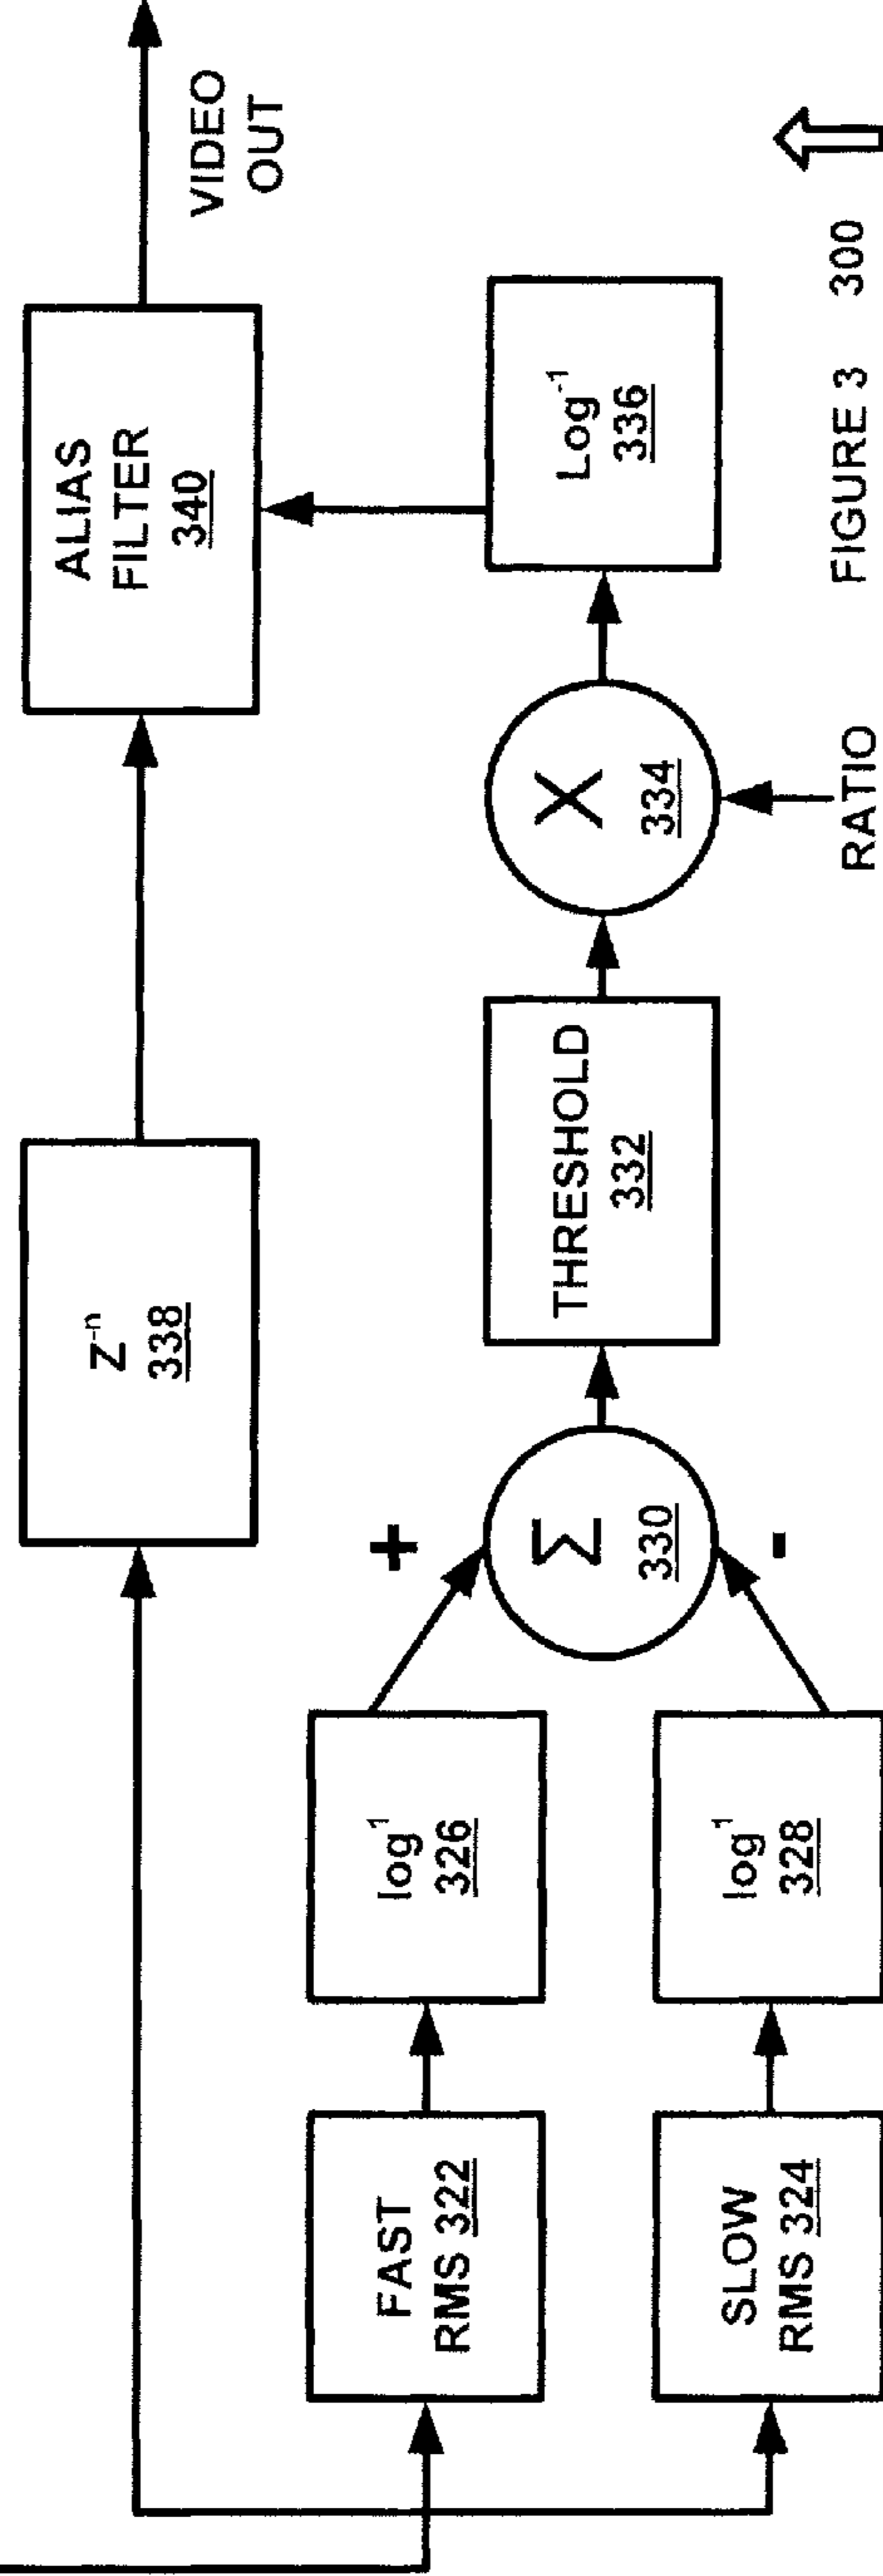 ALIAS
FILTER
340
VIDEO
OUT
Z⁻ⁿ
338
FAST
RMS 322
log¹
326
SLOW
RMS 324
log¹
328
+
-
Σ
330
THRESHOLD
332
X
334
RATIO
Log⁻¹
336
FIGURE 3 300